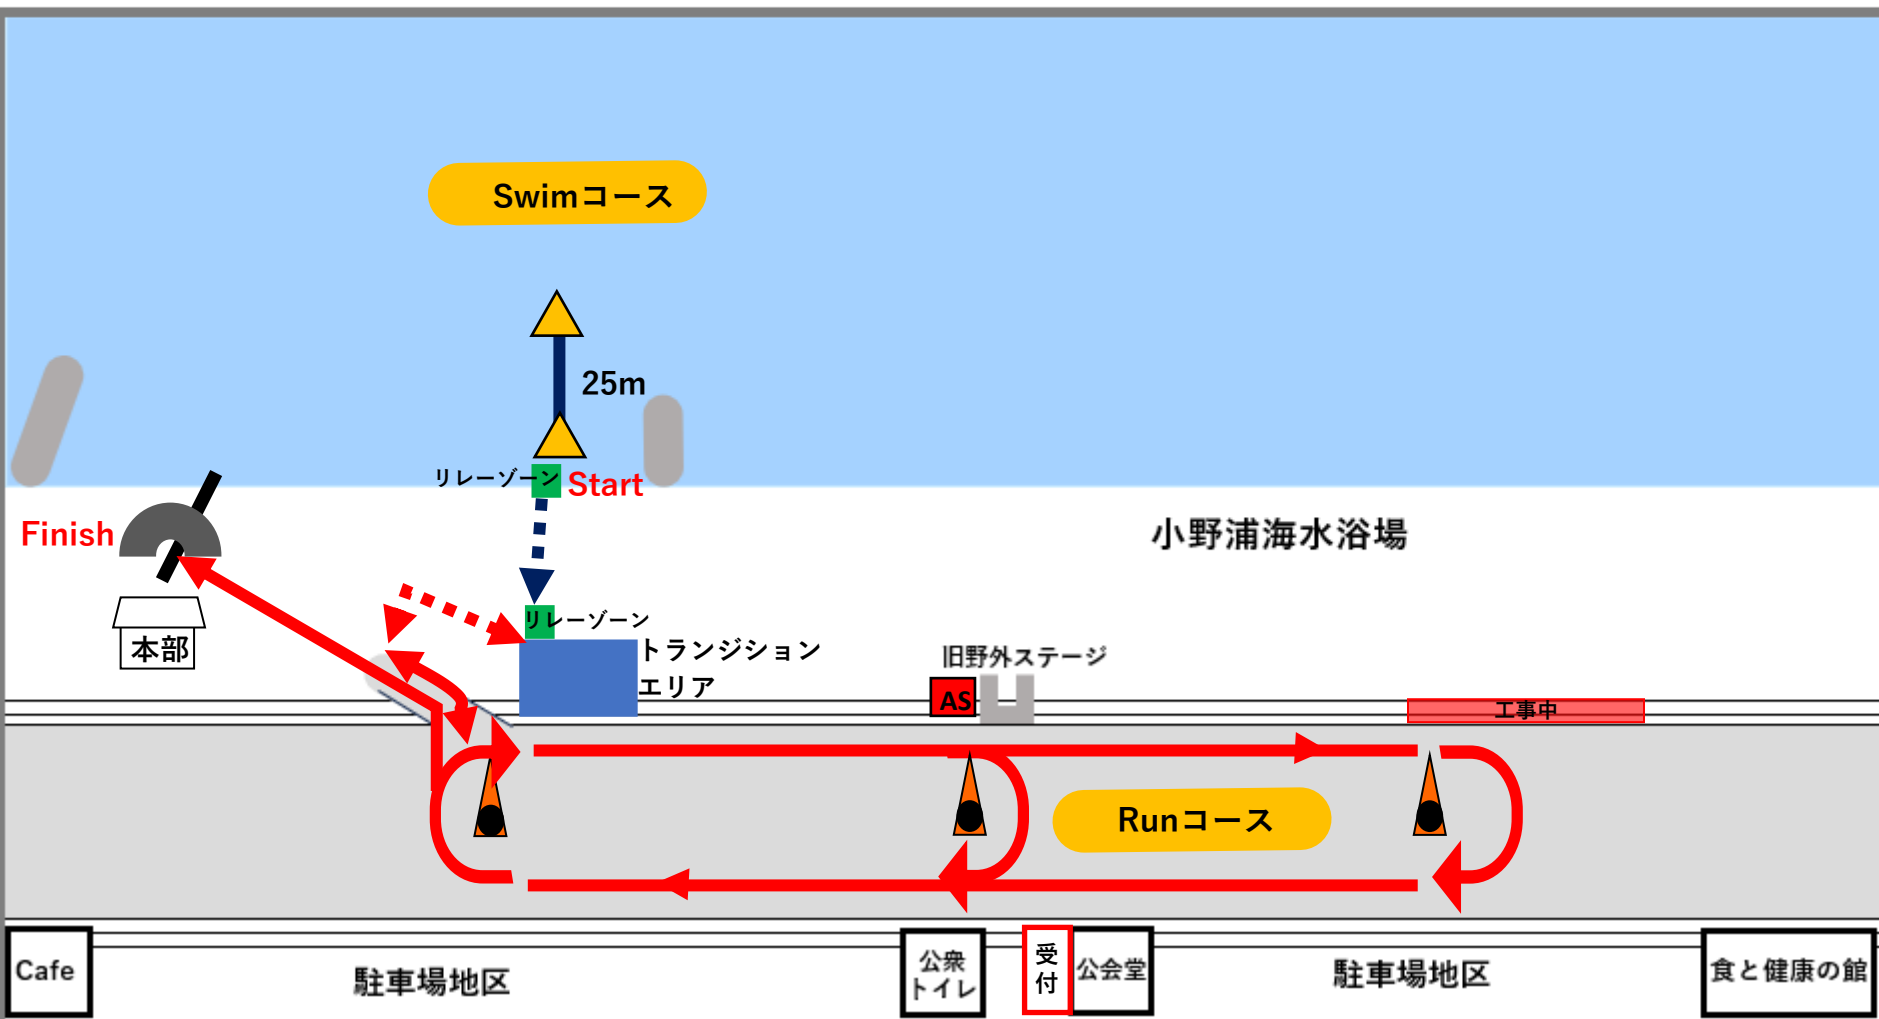 Swimコース
25m
リレーゾーン
Start
Finish
小野浦海水浴場
リレーゾーン
本部
トランジション
エリア
旧野外ステージ
AS
工事中
Runコース
Cafe
駐車場地区
公衆
トイレ
受
付
公会堂
駐車場地区
食と健康の館